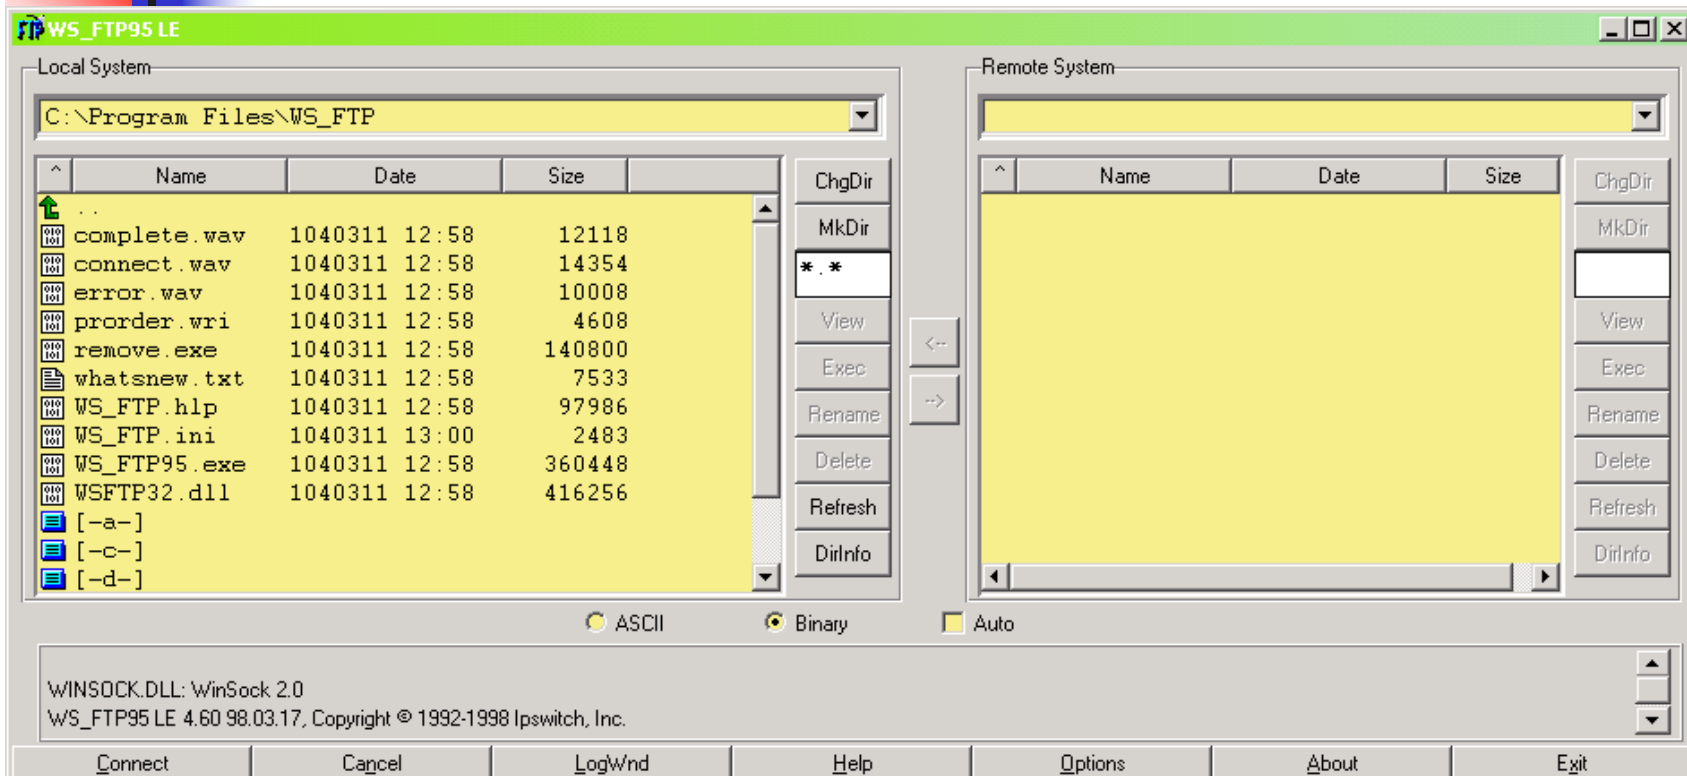 WS_FTP95 LE
Local System
C:\Program Files\WS_FTP
^ Name Date Size
..
complete.wav 1040311 12:58 12118
connect.wav 1040311 12:58 14354
error.wav 1040311 12:58 10008
prorder.wri 1040311 12:58 4608
remove.exe 1040311 12:58 140800
whatsnew.txt 1040311 12:58 7533
WS_FTP.hlp 1040311 12:58 97986
WS_FTP.ini 1040311 13:00 2483
WS_FTP95.exe 1040311 12:58 360448
WSFTP32.dll 1040311 12:58 416256
[-a-]
[-c-]
[-d-]
ChgDir
MkDir
*.*
View
Exec
Rename
Delete
Refresh
DirInfo
<--
-->
Remote System
^ Name Date Size
ChgDir
MkDir
View
Exec
Rename
Delete
Refresh
DirInfo
ASCII Binary Auto
WINSOCK.DLL: WinSock 2.0
WS_FTP95 LE 4.60 98.03.17, Copyright © 1992-1998 Ipswitch, Inc.
Connect Cancel LogWnd Help Options About Exit